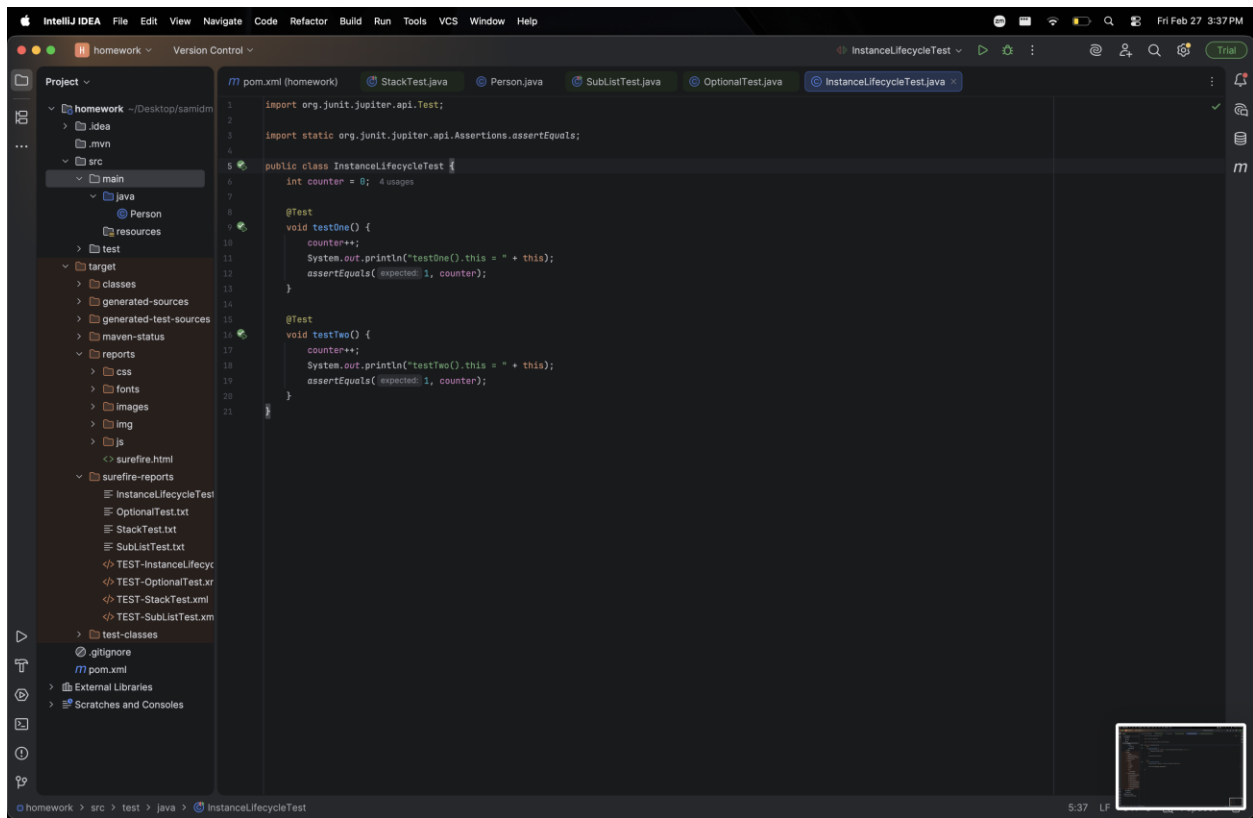 IntelliJ IDEA File Edit View Navigate Code Refactor Build Run Tools VCS Window Help zm Fri Feb 27 3:37 PM
H homework Version Control InstanceLifecycleTest Trial
Project
pom.xml (homework) StackTest.java Person.java SubListTest.java OptionalTest.java InstanceLifecycleTest.java
homework ~/Desktop/samidm
.idea
.mvn
src
main
java
Person
resources
test
target
classes
generated-sources
generated-test-sources
maven-status
reports
css
fonts
images
img
js
surefire.html
surefire-reports
InstanceLifecycleTest
OptionalTest.txt
StackTest.txt
SubListTest.txt
TEST-InstanceLifecyc
TEST-OptionalTest.xr
TEST-StackTest.xml
TEST-SubListTest.xm
test-classes
.gitignore
pom.xml
External Libraries
Scratches and Consoles
1 import org.junit.jupiter.api.Test;
2
3 import static org.junit.jupiter.api.Assertions.assertEquals;
4
5 public class InstanceLifecycleTest {
6 int counter = 0; 4 usages
7
8 @Test
9 void testOne() {
10 counter++;
11 System.out.println("testOne().this = " + this);
12 assertEquals( expected: 1, counter);
13 }
14
15 @Test
16 void testTwo() {
17 counter++;
18 System.out.println("testTwo().this = " + this);
19 assertEquals( expected: 1, counter);
20 }
21 }
homework > src > test > java > InstanceLifecycleTest 5:37 LF